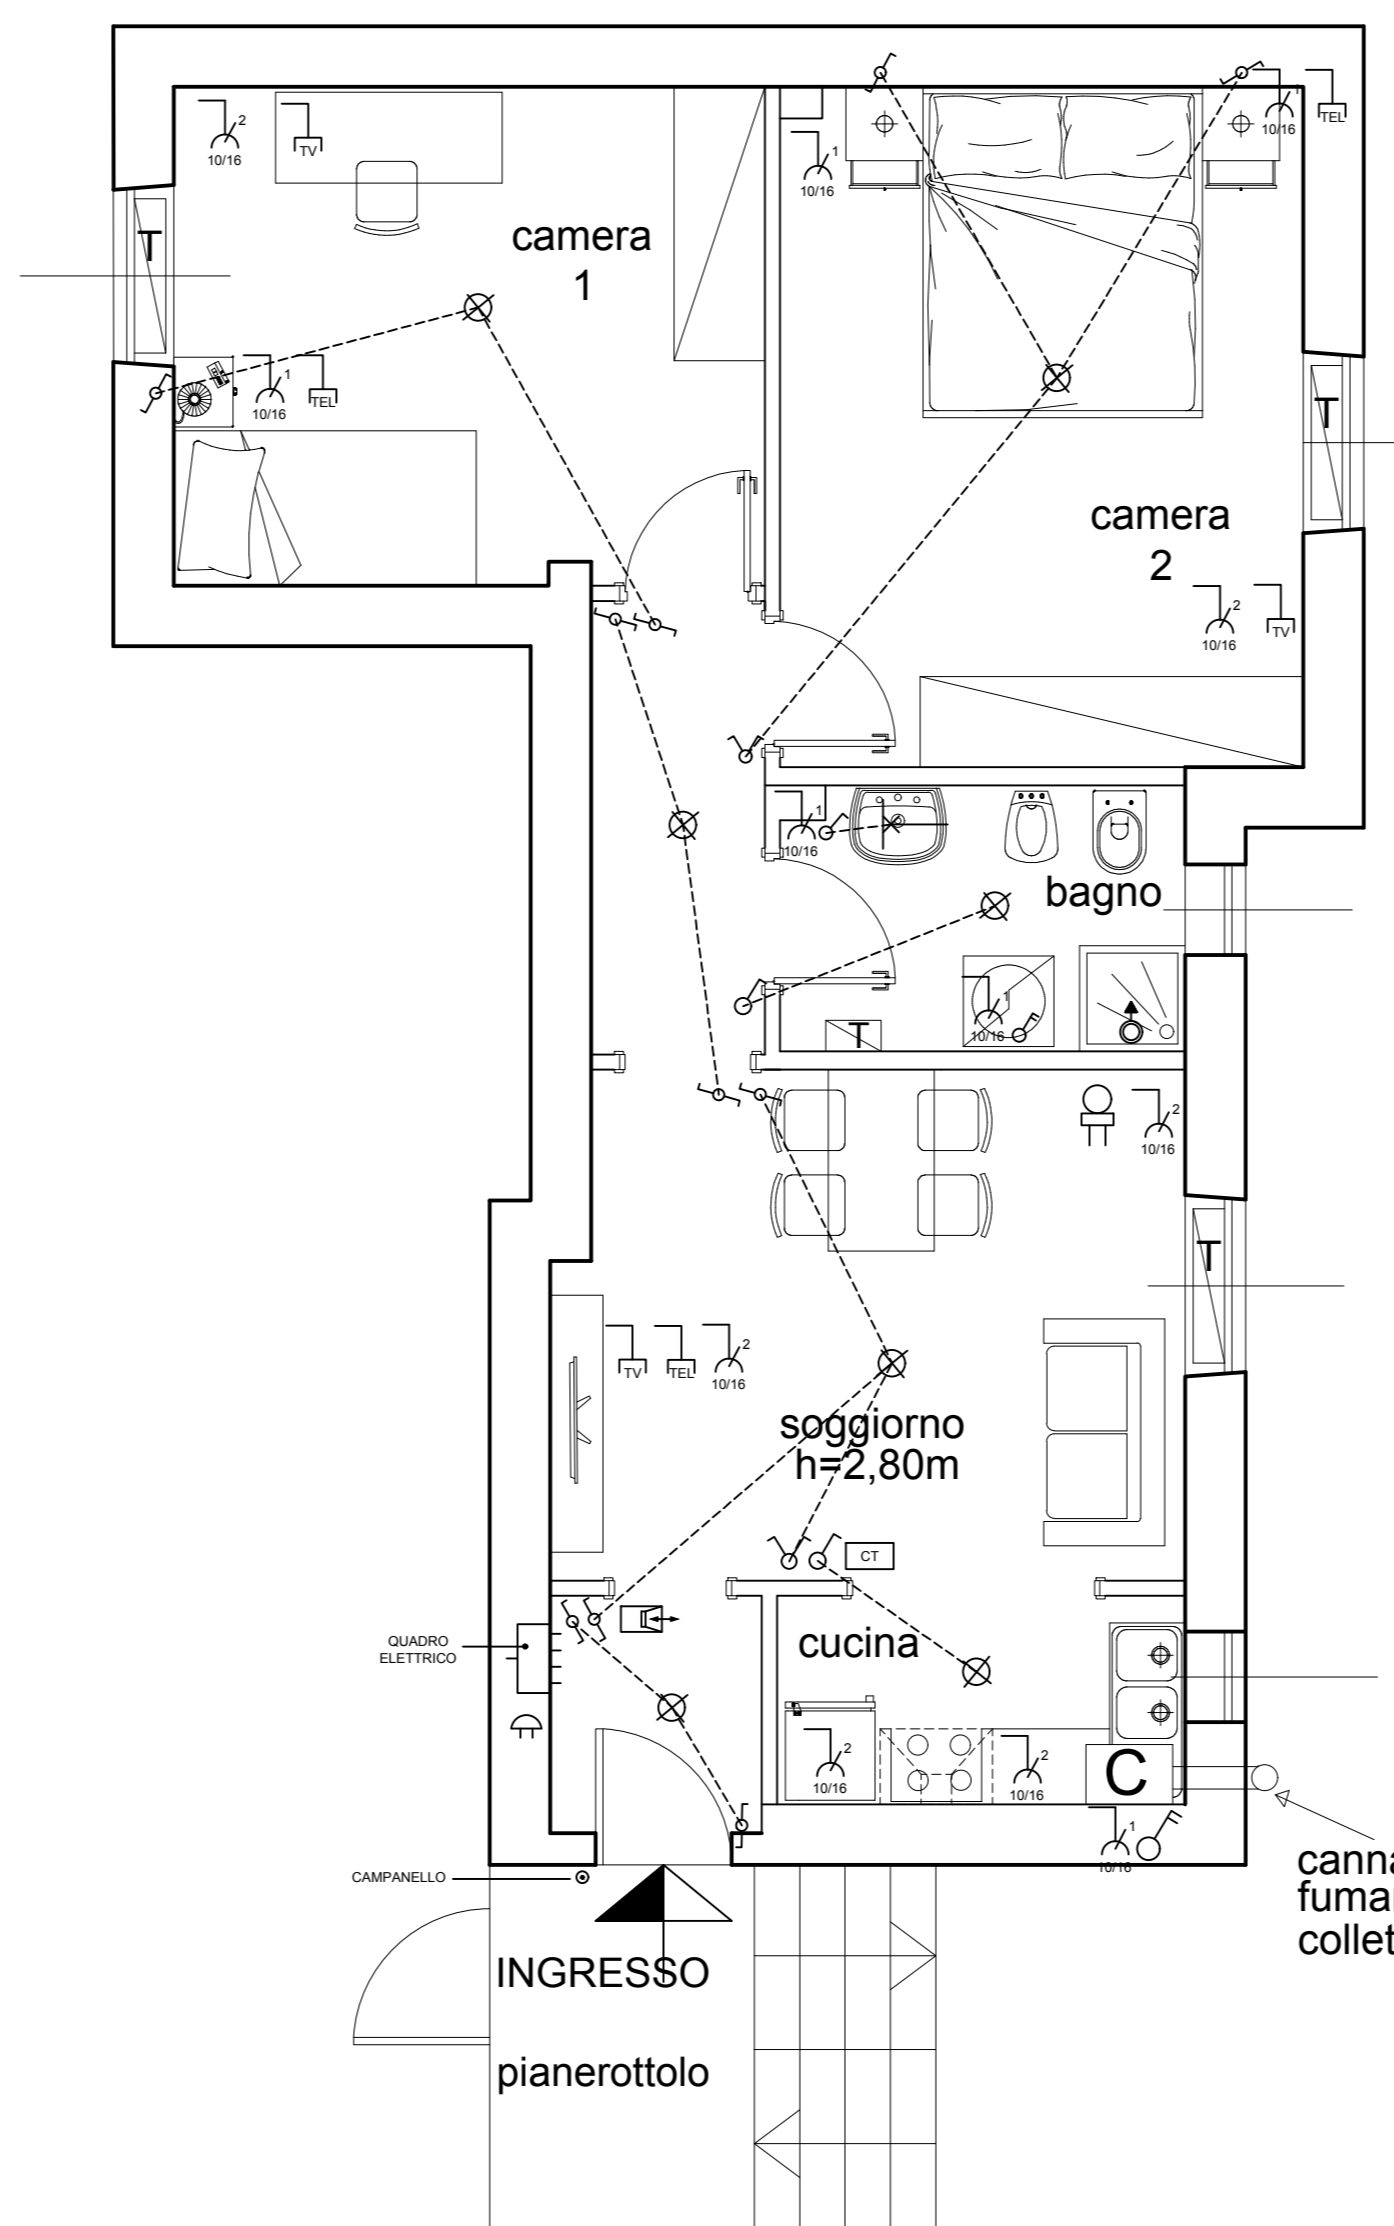 2
10/16
TV
1
10/16
1
10/16
TEL
camera
1
T
1
10/16
TEL
T
camera
2
2
10/16
TV
1
10/16
bagno
1
10/16
T
2
10/16
T
TV
TEL
2
10/16
soggiorno
h=2,80m
CT
QUADRO
ELETTRICO
cucina
2
10/16
2
10/16
C
1
10/16
CAMPANELLO
INGRESSO
pianerottolo